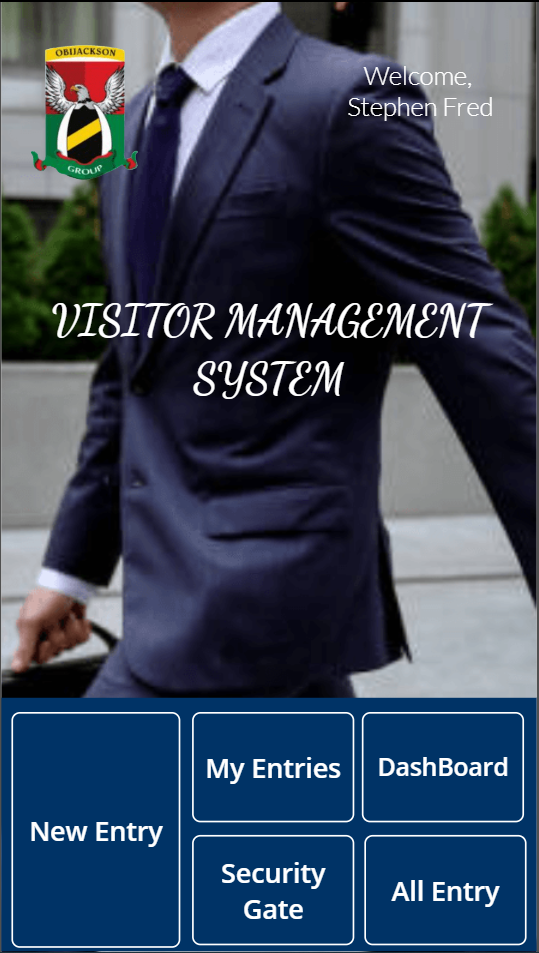 OBIJACKSON
GROUP
Welcome,
Stephen Fred
VISITOR MANAGEMENT
SYSTEM
New Entry
My Entries
DashBoard
Security
Gate
All Entry